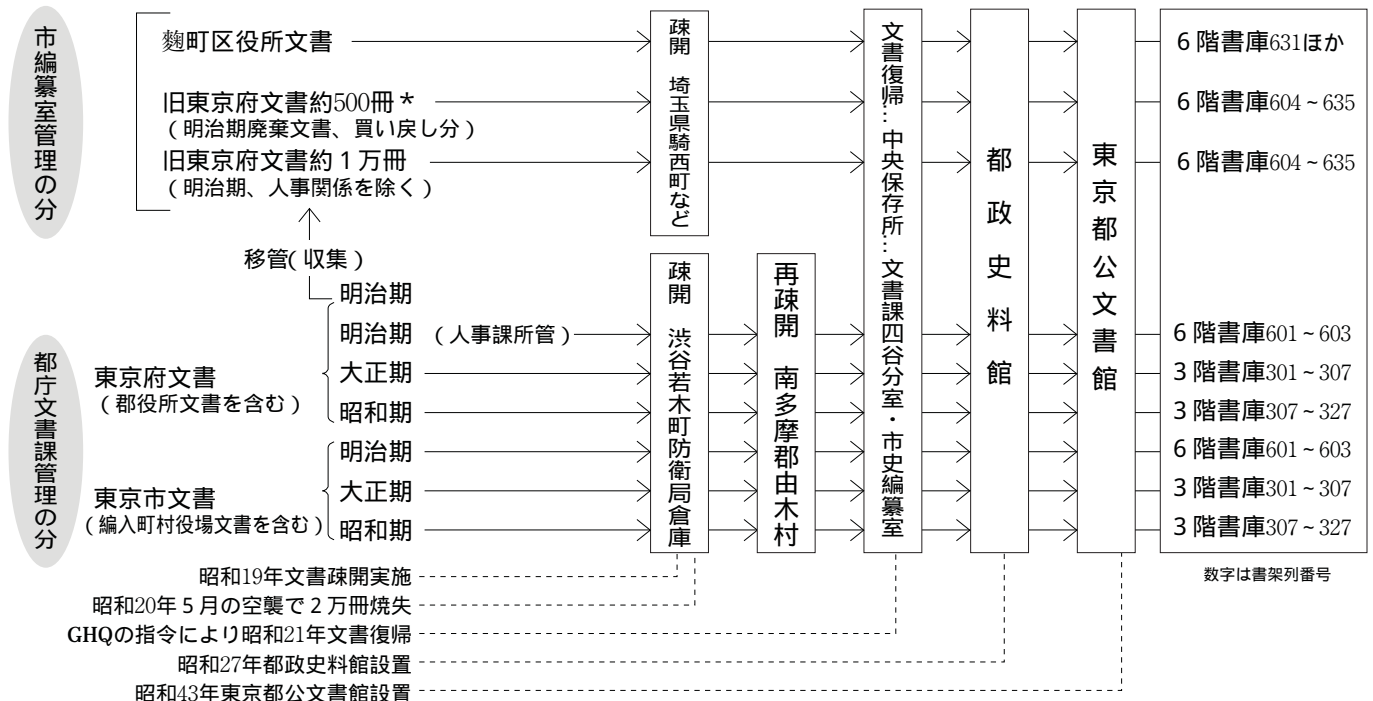 市編纂室管理の分
麴町区役所文書
旧東京府文書約500冊*
(明治期廃棄文書、買い戻し分)
旧東京府文書約1万冊
(明治期、人事関係を除く)
移管(収集)
疎開 埼玉県騎西町など
都庁文書課管理の分
東京府文書
(郡役所文書を含む)
明治期
明治期 (人事課所管)
大正期
昭和期
東京市文書
(編入町村役場文書を含む)
明治期
大正期
昭和期
疎開 渋谷若木町防衛局倉庫
再疎開 南多摩郡由木村
文書復帰…中央保存所…文書課四谷分室・市史編纂室
都政史料館
東京都公文書館
6階書庫631ほか
6階書庫604~635
6階書庫604~635
6階書庫601~603
3階書庫301~307
3階書庫307~327
6階書庫601~603
3階書庫301~307
3階書庫307~327
数字は書架列番号
昭和19年文書疎開実施
昭和20年5月の空襲で2万冊焼失
GHQの指令により昭和21年文書復帰
昭和27年都政史料館設置
昭和43年東京都公文書館設置